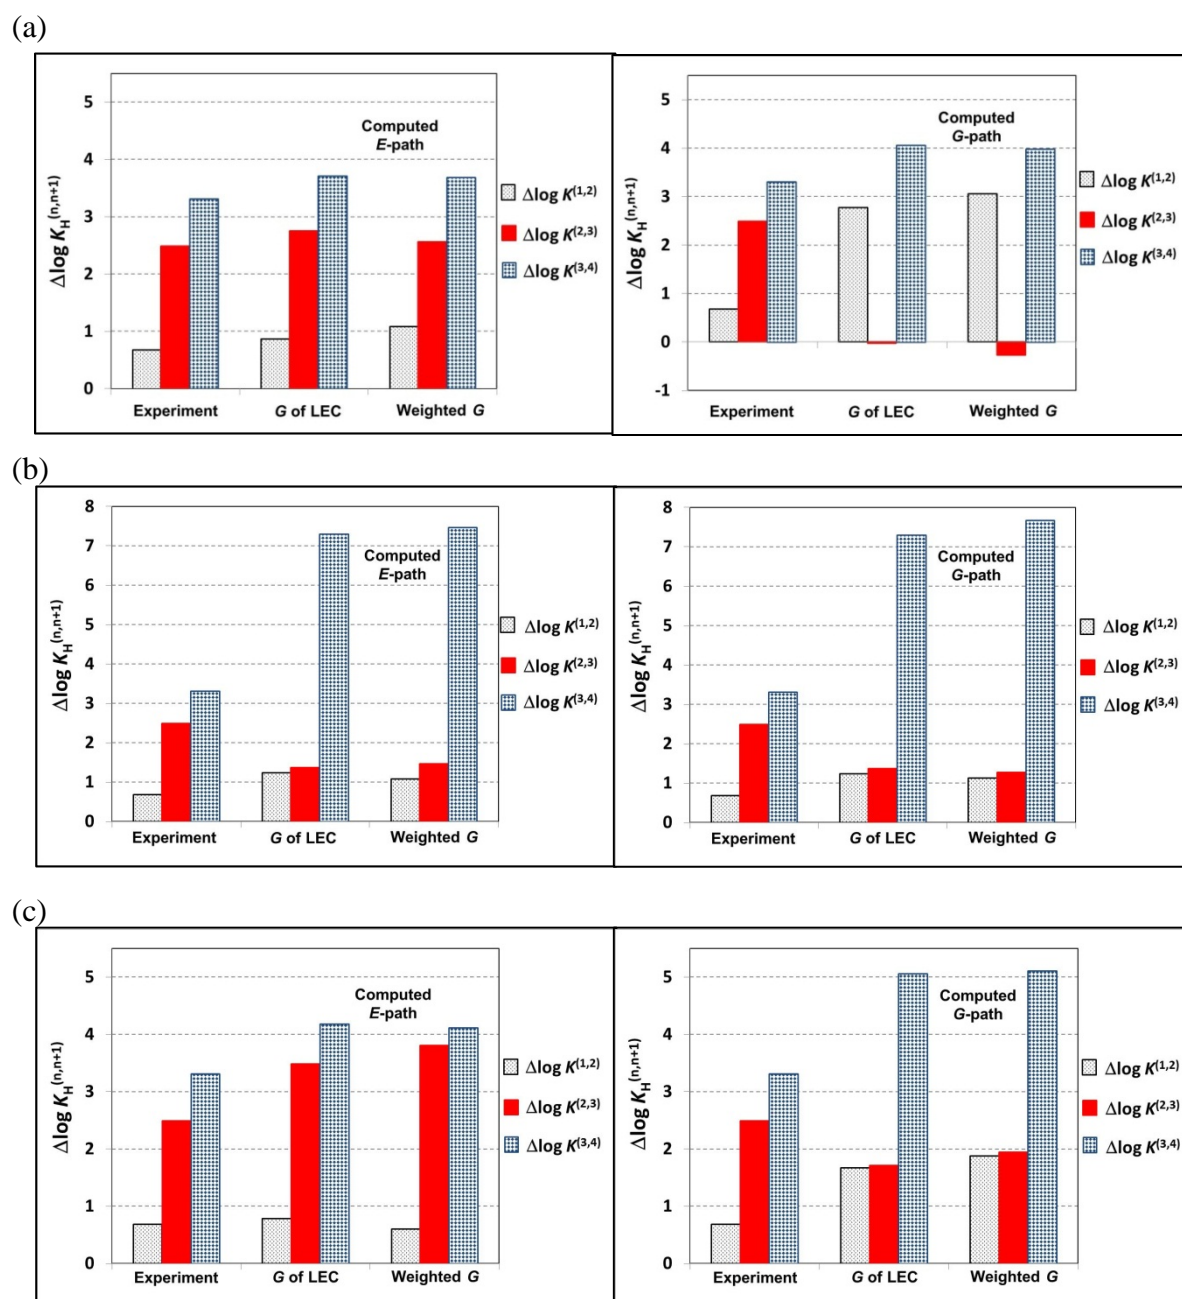 (a)
Δlog K_H^(n,n+1)
5
4
3
2
1
0
Computed
E-path
Experiment
G of LEC
Weighted G
Δlog K^(1,2)
Δlog K^(2,3)
Δlog K^(3,4)
Δlog K_H^(n,n+1)
5
4
3
2
1
0
-1
Computed
G-path
Experiment
G of LEC
Weighted G
Δlog K^(1,2)
Δlog K^(2,3)
Δlog K^(3,4)
(b)
Δlog K_H^(n,n+1)
8
7
6
5
4
3
2
1
0
Computed
E-path
Experiment
G of LEC
Weighted G
Δlog K^(1,2)
Δlog K^(2,3)
Δlog K^(3,4)
Δlog K_H^(n,n+1)
8
7
6
5
4
3
2
1
0
Computed
G-path
Experiment
G of LEC
Weighted G
Δlog K^(1,2)
Δlog K^(2,3)
Δlog K^(3,4)
(c)
Δlog K_H^(n,n+1)
5
4
3
2
1
0
Computed
E-path
Experiment
G of LEC
Weighted G
Δlog K^(1,2)
Δlog K^(2,3)
Δlog K^(3,4)
Δlog K_H^(n,n+1)
5
4
3
2
1
0
Computed
G-path
Experiment
G of LEC
Weighted G
Δlog K^(1,2)
Δlog K^(2,3)
Δlog K^(3,4)